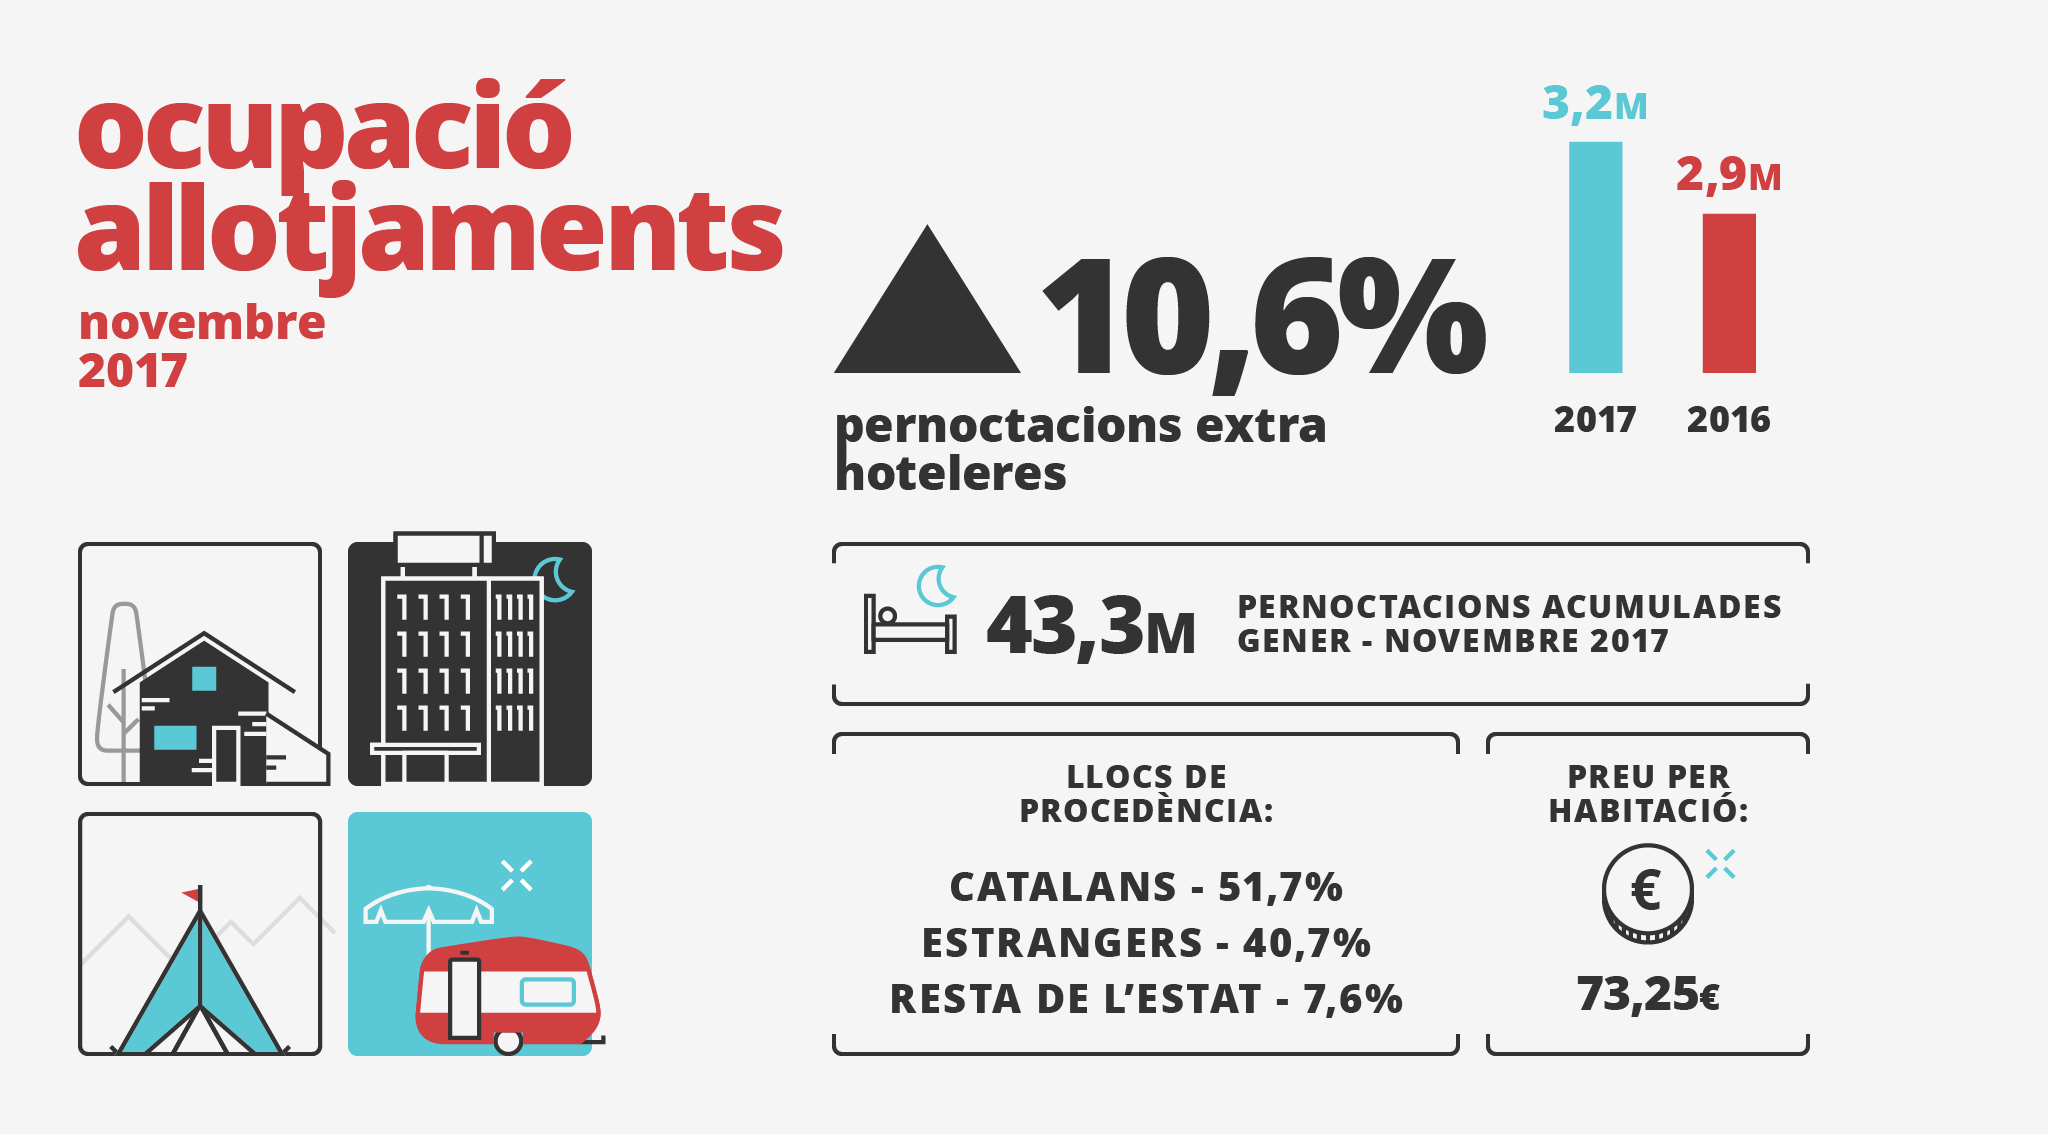 ocupació
allotjaments
novembre
2017
10,6%
pernoctacions extra
hoteleres
3,2M
2,9M
2017
2016
43,3M
PERNOCTACIONS ACUMULADES
GENER - NOVEMBRE 2017
LLOCS DE
PROCEDÈNCIA:
CATALANS - 51,7%
ESTRANGERS - 40,7%
RESTA DE L’ESTAT - 7,6%
PREU PER
HABITACIÓ:
€
73,25€